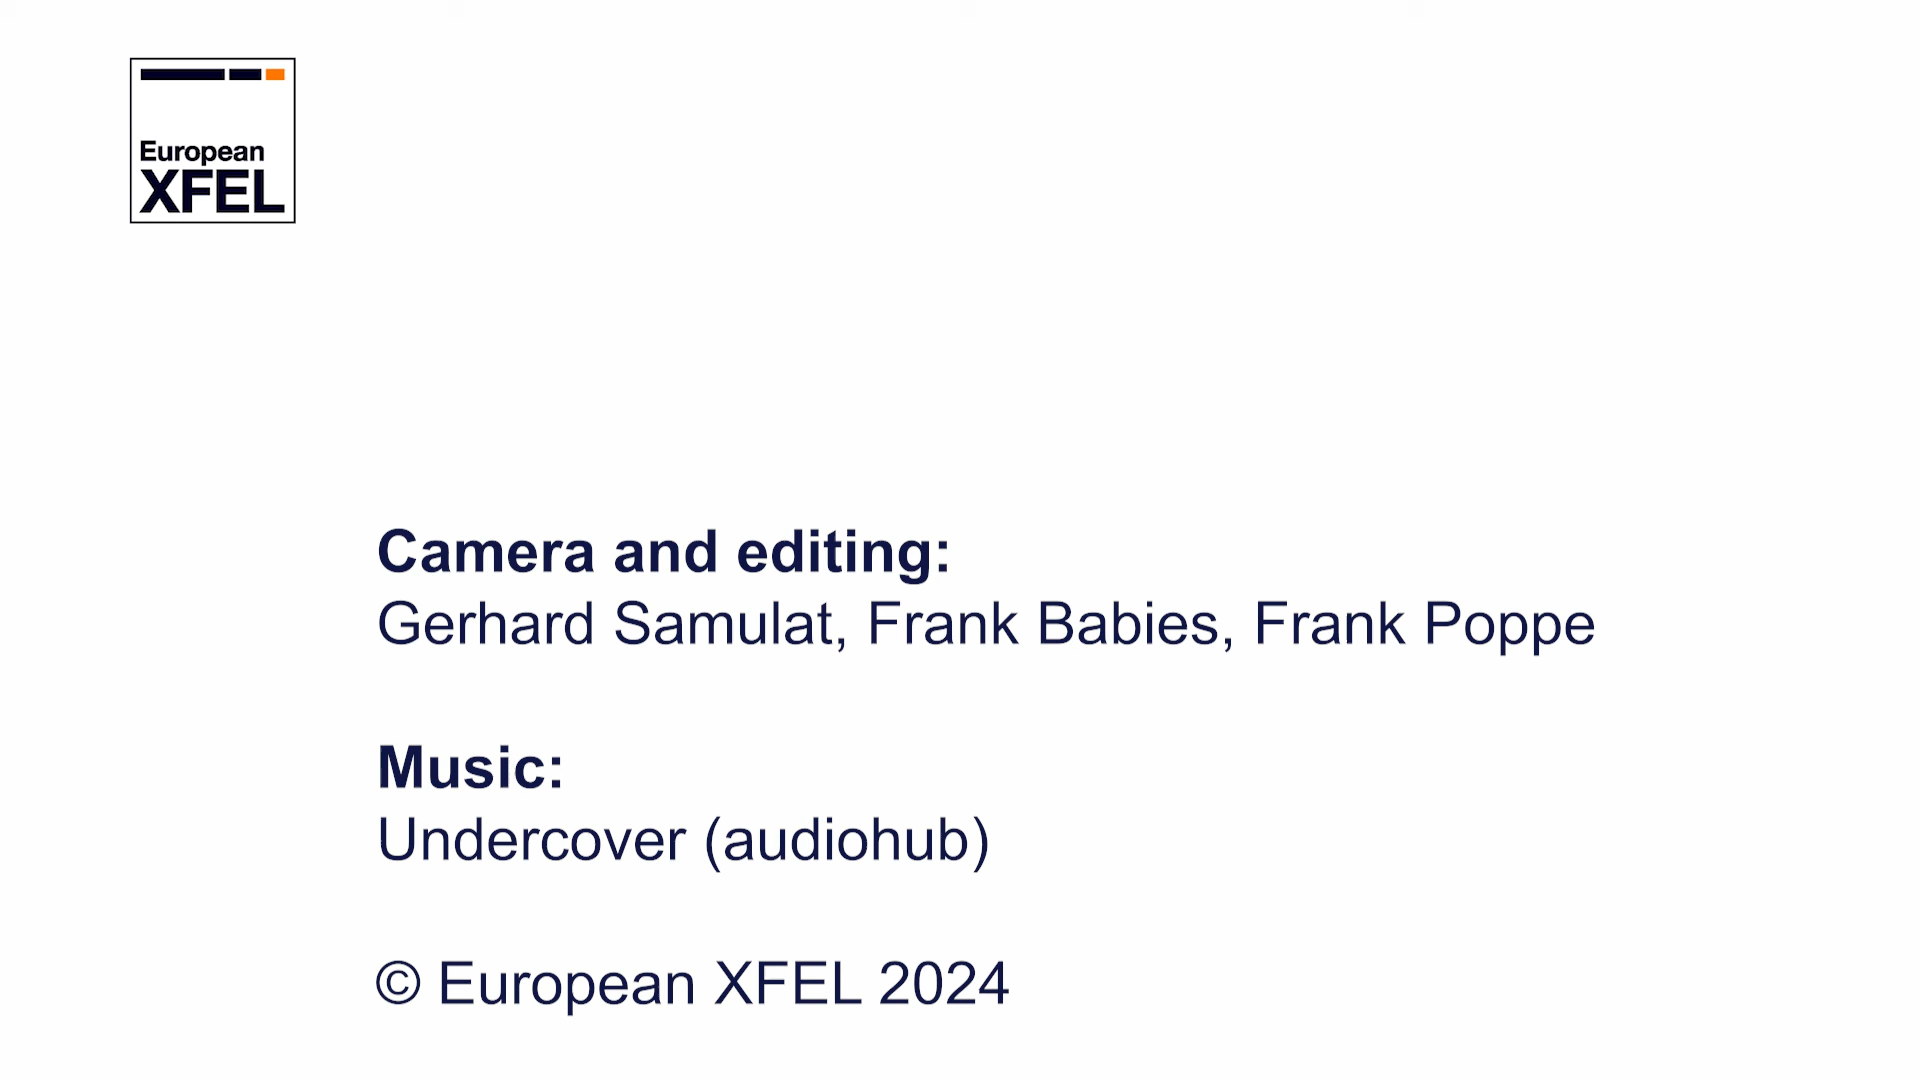 European
XFEL
Camera and editing:
Gerhard Samulat, Frank Babies, Frank Poppe
Music:
Undercover (audiohub)
© European XFEL 2024